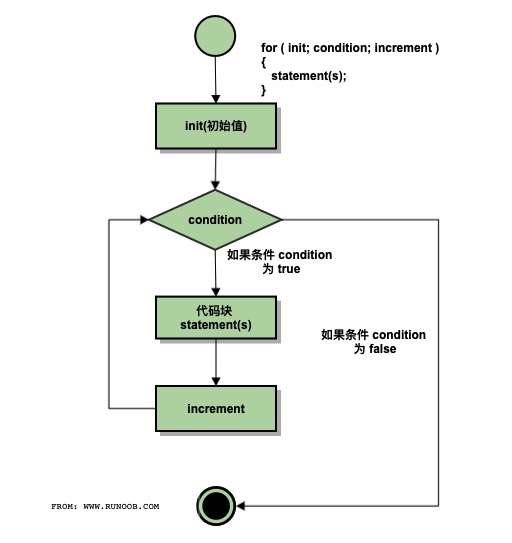 for ( init; condition; increment )
{
statement(s);
}
init(初始值)
condition
如果条件 condition
为 true
代码块
statement(s)
如果条件 condition
为 false
increment
FROM: WWW.RUNOOB.COM